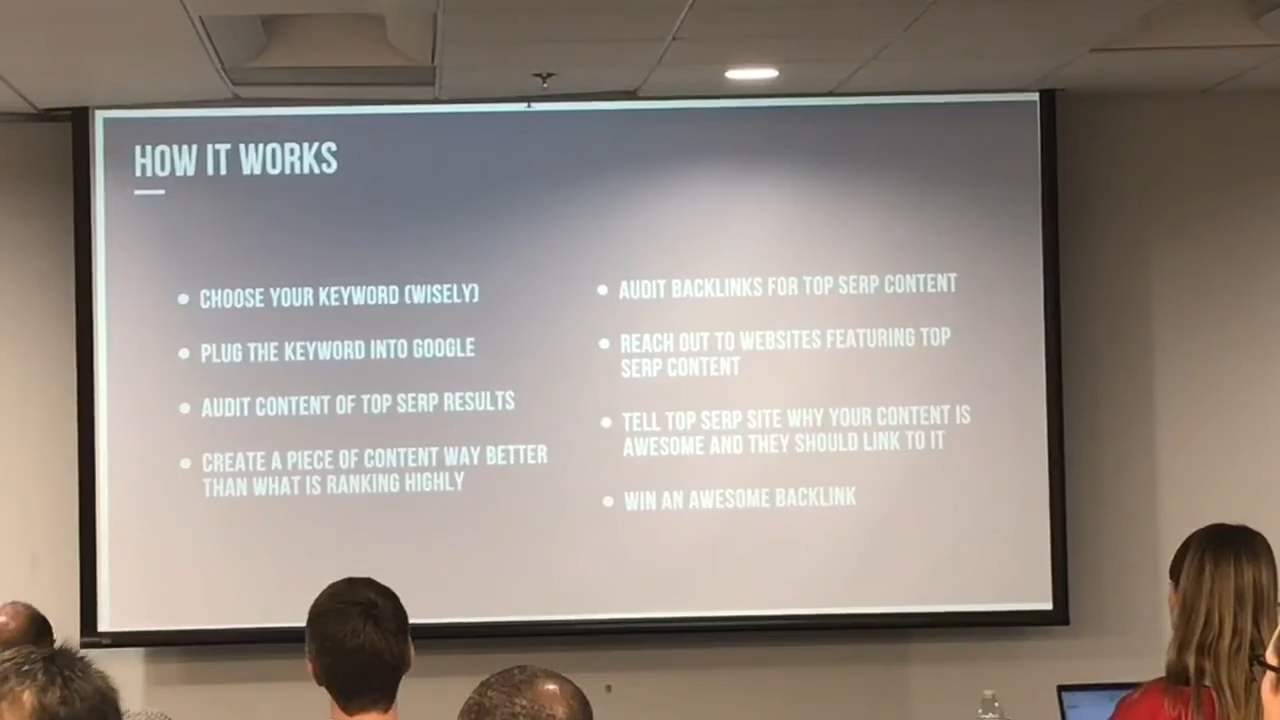 HOW IT WORKS
CHOOSE YOUR KEYWORD (WISELY)
PLUG THE KEYWORD INTO GOOGLE
AUDIT CONTENT OF TOP SERP RESULTS
CREATE A PIECE OF CONTENT WAY BETTER
THAN WHAT IS RANKING HIGHLY
AUDIT BACKLINKS FOR TOP SERP CONTENT
REACH OUT TO WEBSITES FEATURING TOP
SERP CONTENT
TELL TOP SERP SITE WHY YOUR CONTENT IS
AWESOME AND THEY SHOULD LINK TO IT
WIN AN AWESOME BACKLINK